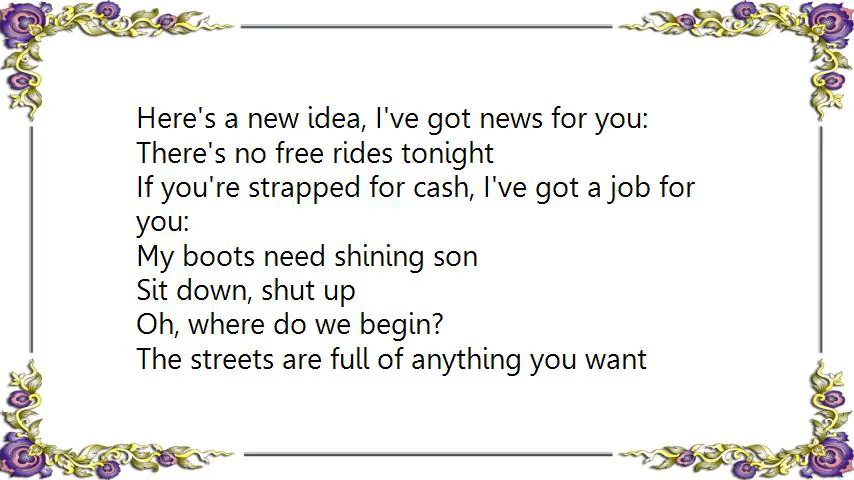 Here's a new idea, I've got news for you:
There's no free rides tonight
If you're strapped for cash, I've got a job for
you:
My boots need shining son
Sit down, shut up
Oh, where do we begin?
The streets are full of anything you want